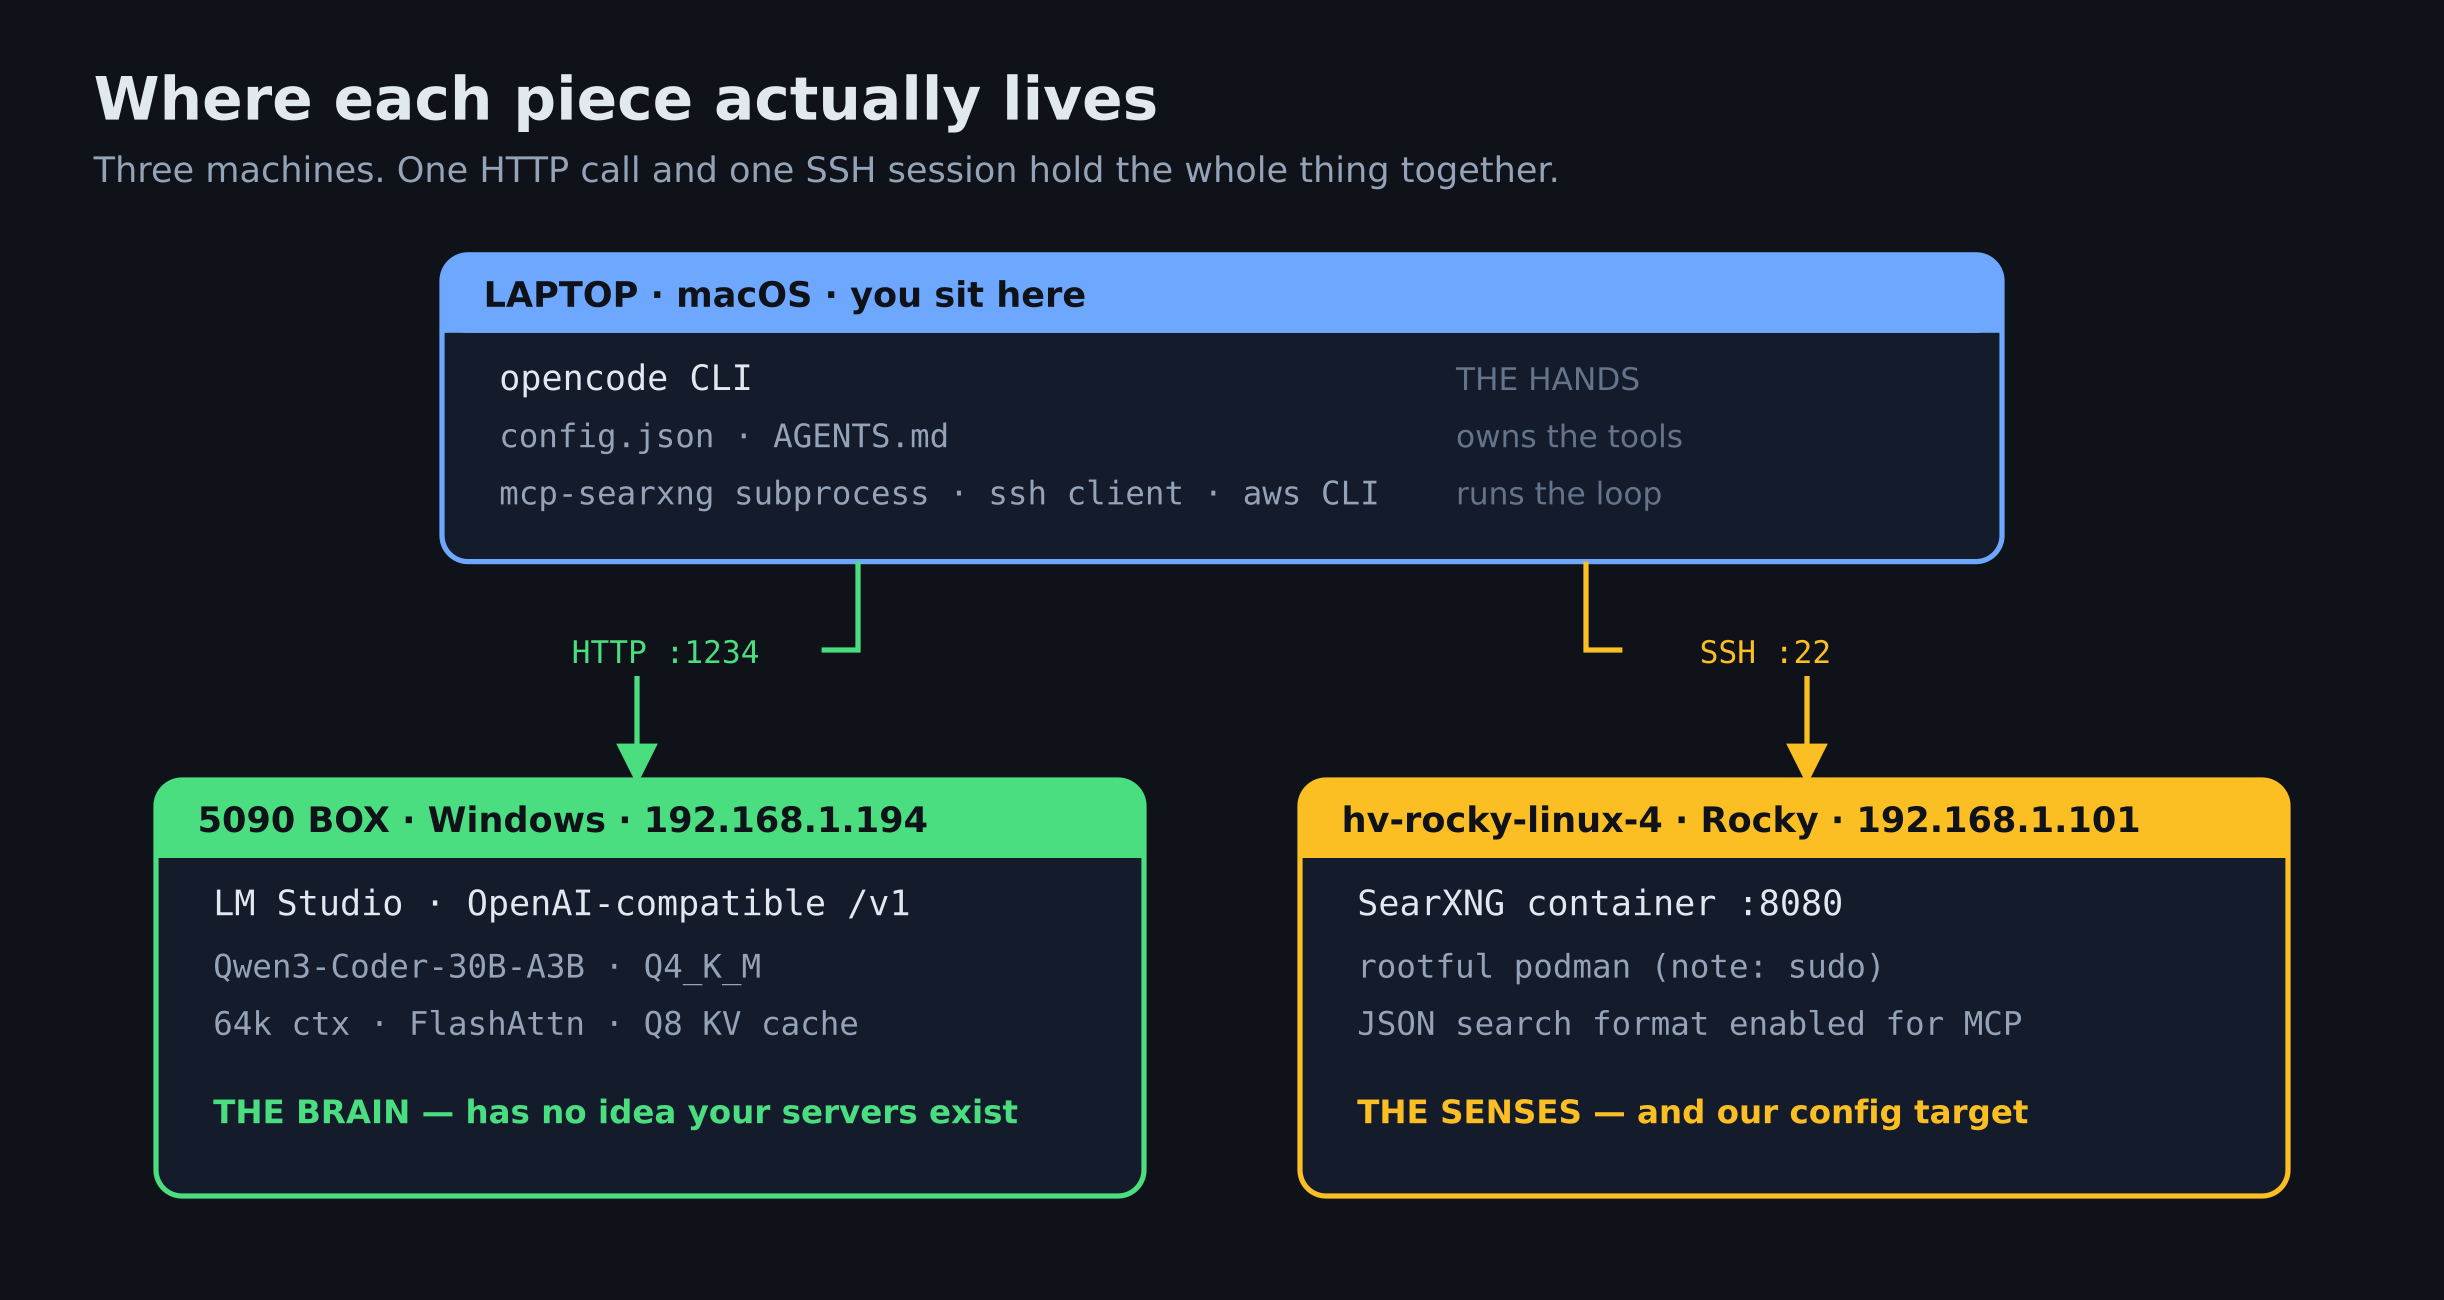 Where each piece actually lives
Three machines. One HTTP call and one SSH session hold the whole thing together.
LAPTOP · macOS · you sit here
opencode CLI THE HANDS
config.json · AGENTS.md owns the tools
mcp-searxng subprocess · ssh client · aws CLI runs the loop
HTTP :1234 SSH :22
5090 BOX · Windows · 192.168.1.194
LM Studio · OpenAI-compatible /v1
Qwen3-Coder-30B-A3B · Q4_K_M
64k ctx · FlashAttn · Q8 KV cache
THE BRAIN — has no idea your servers exist
hv-rocky-linux-4 · Rocky · 192.168.1.101
SearXNG container :8080
rootful podman (note: sudo)
JSON search format enabled for MCP
THE SENSES — and our config target